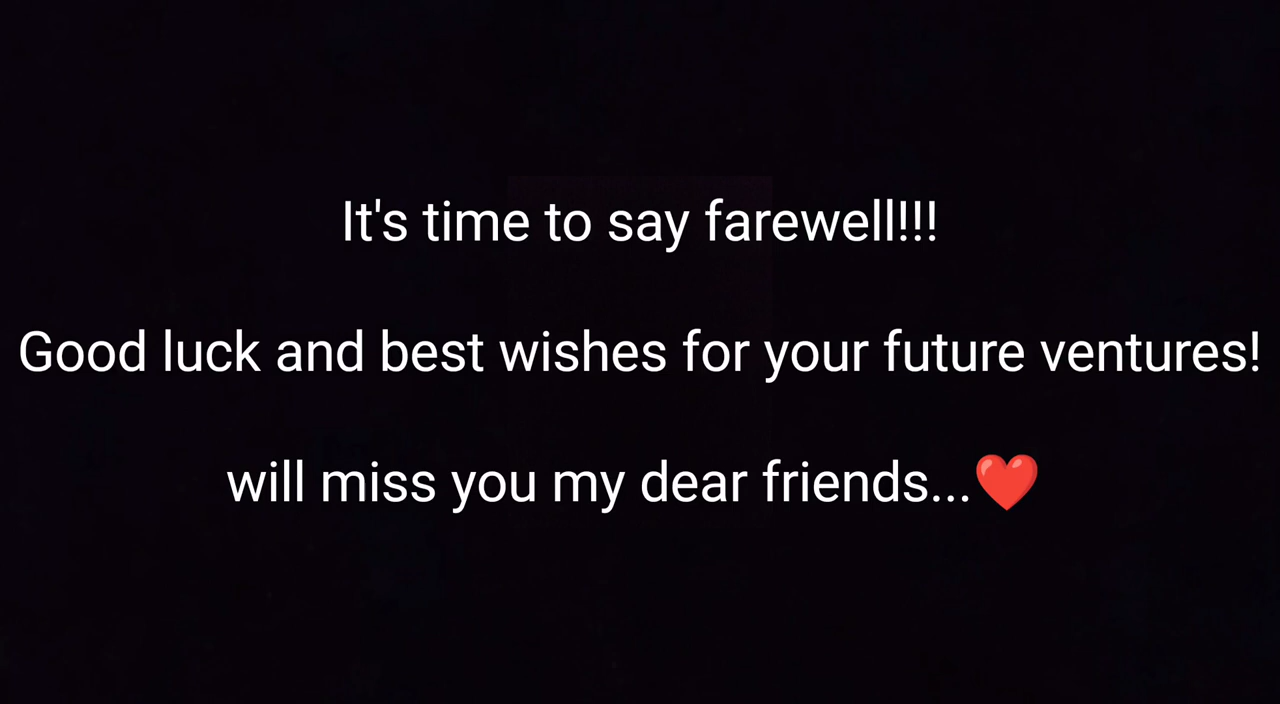 It's time to say farewell!!!
Good luck and best wishes for your future ventures!
will miss you my dear friends...❤️